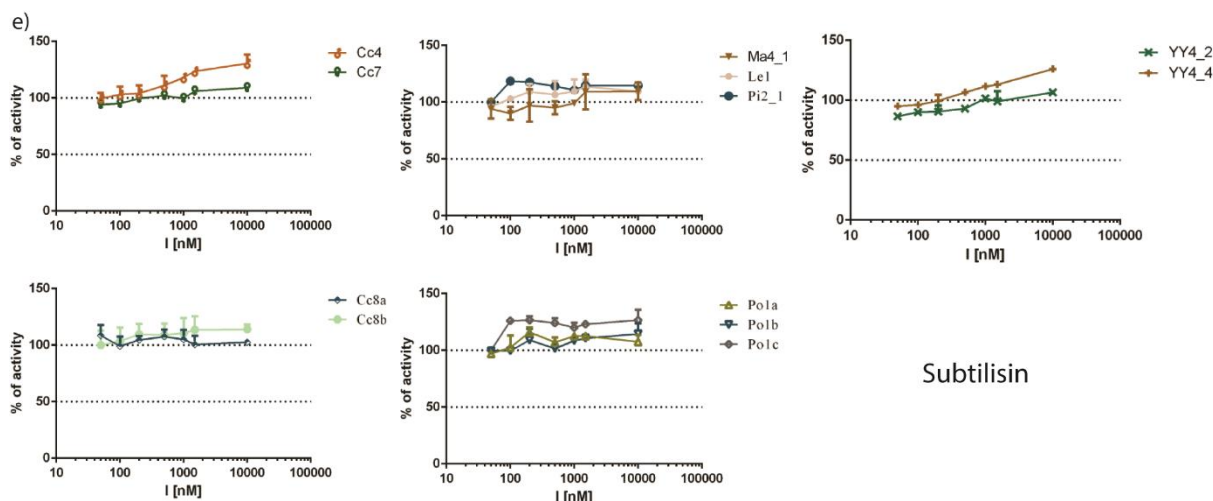 e)
150
100
50
0
% of activity
10 100 1000 10000 100000
I [nM]
Cc4
Cc7
150
100
50
0
% of activity
10 100 1000 10000 100000
I [nM]
Ma4_1
Le1
Pi2_1
150
100
50
0
% of activity
10 100 1000 10000 100000
I [nM]
YY4_2
YY4_4
150
100
50
0
% of activity
10 100 1000 10000 100000
I [nM]
Cc8a
Cc8b
150
100
50
0
% of activity
10 100 1000 10000 100000
I [nM]
Po1a
Po1b
Po1c
Subtilisin